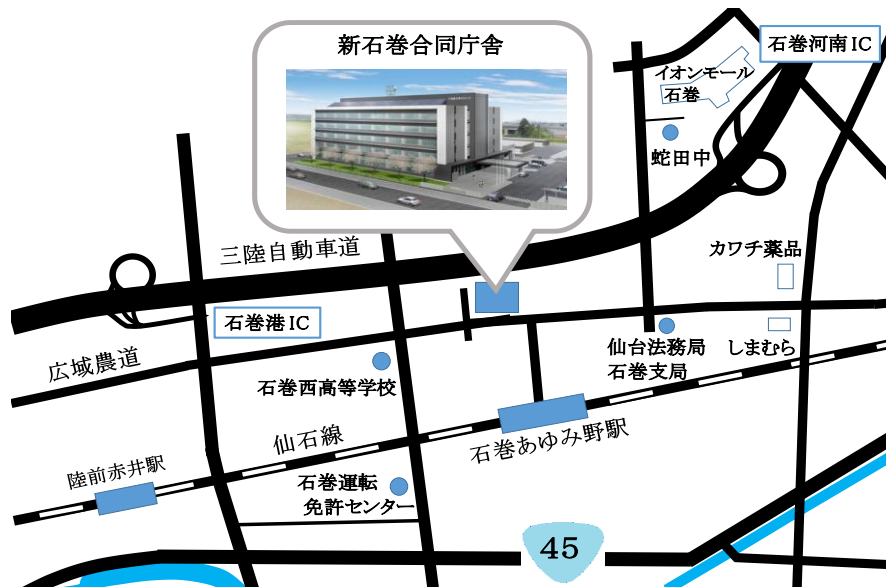 新石巻合同庁舎
石巻河南IC
イオンモール
石巻
蛇田中
三陸自動車道
カワチ薬品
石巻港IC
広域農道
仙台法務局
石巻支局
しまむら
石巻西高等学校
仙石線
石巻あゆみ野駅
陸前赤井駅
石巻運転
免許センター
45